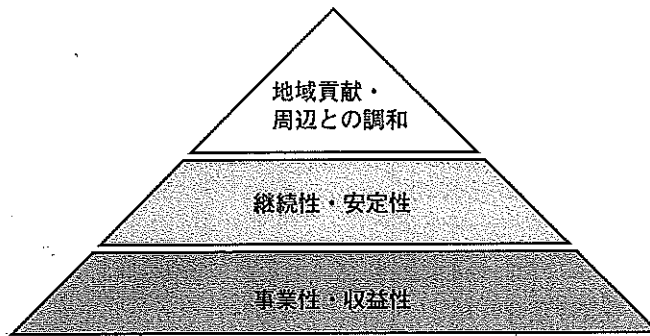 地域貢献・
周辺との調和
継続性・安定性
事業性・収益性